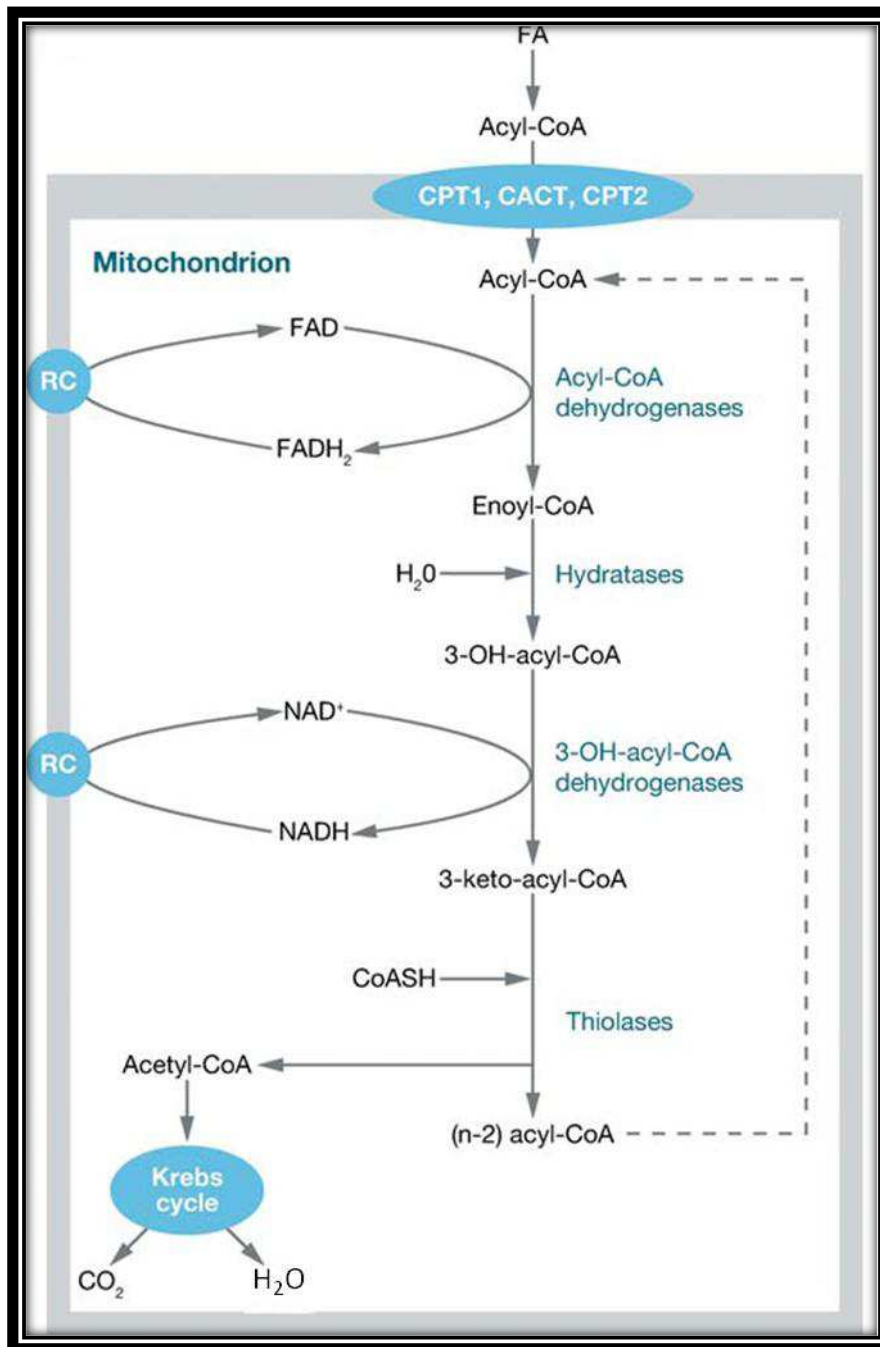 FA
Acyl-CoA
CPT1, CACT, CPT2
Mitochondrion
Acyl-CoA
FAD
RC
Acyl-CoA
dehydrogenases
FADH₂
Enoyl-CoA
H₂0
Hydratases
3-OH-acyl-CoA
NAD⁺
RC
3-OH-acyl-CoA
dehydrogenases
NADH
3-keto-acyl-CoA
CoASH
Thiolases
Acetyl-CoA
(n-2) acyl-CoA
Krebs
cycle
CO₂
H₂O